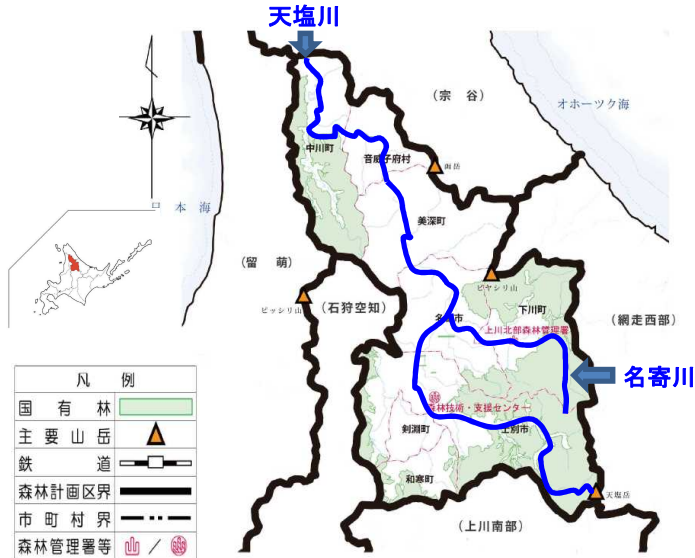 天塩川
（宗　谷）
オホーツク海
中川町
音威子府村
函岳
日 本 海
美深町
（留　萌）
ピヤシリ山
ピッシリ山
（石狩空知）
下川町
名寄市
上川北部森林管理署
（網走西部）
名寄川
森林技術・支援センター
剣淵町
士別市
和寒町
天塩岳
（上川南部）
凡　例
国 有 林
主 要 山 岳
鉄　道
森林計画区界
市 町 村 界
森林管理署等
／